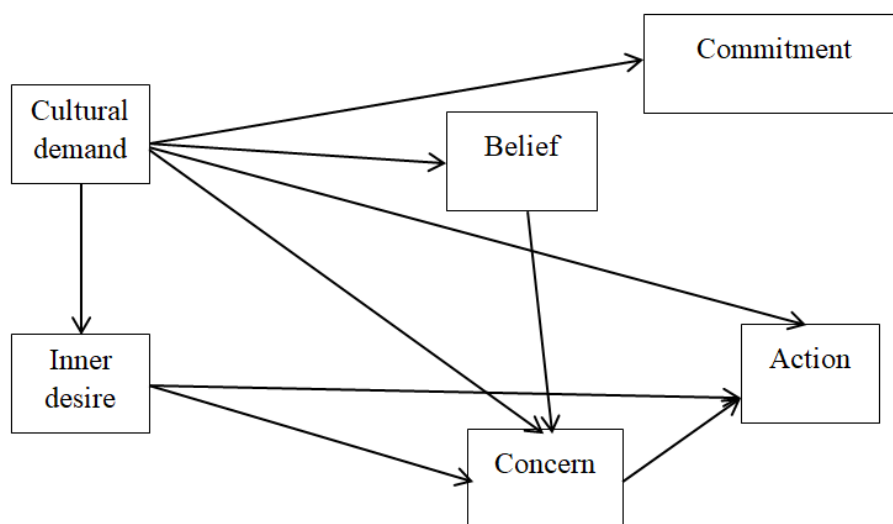 Commitment
Cultural
demand
Belief
Inner
desire
Action
Concern